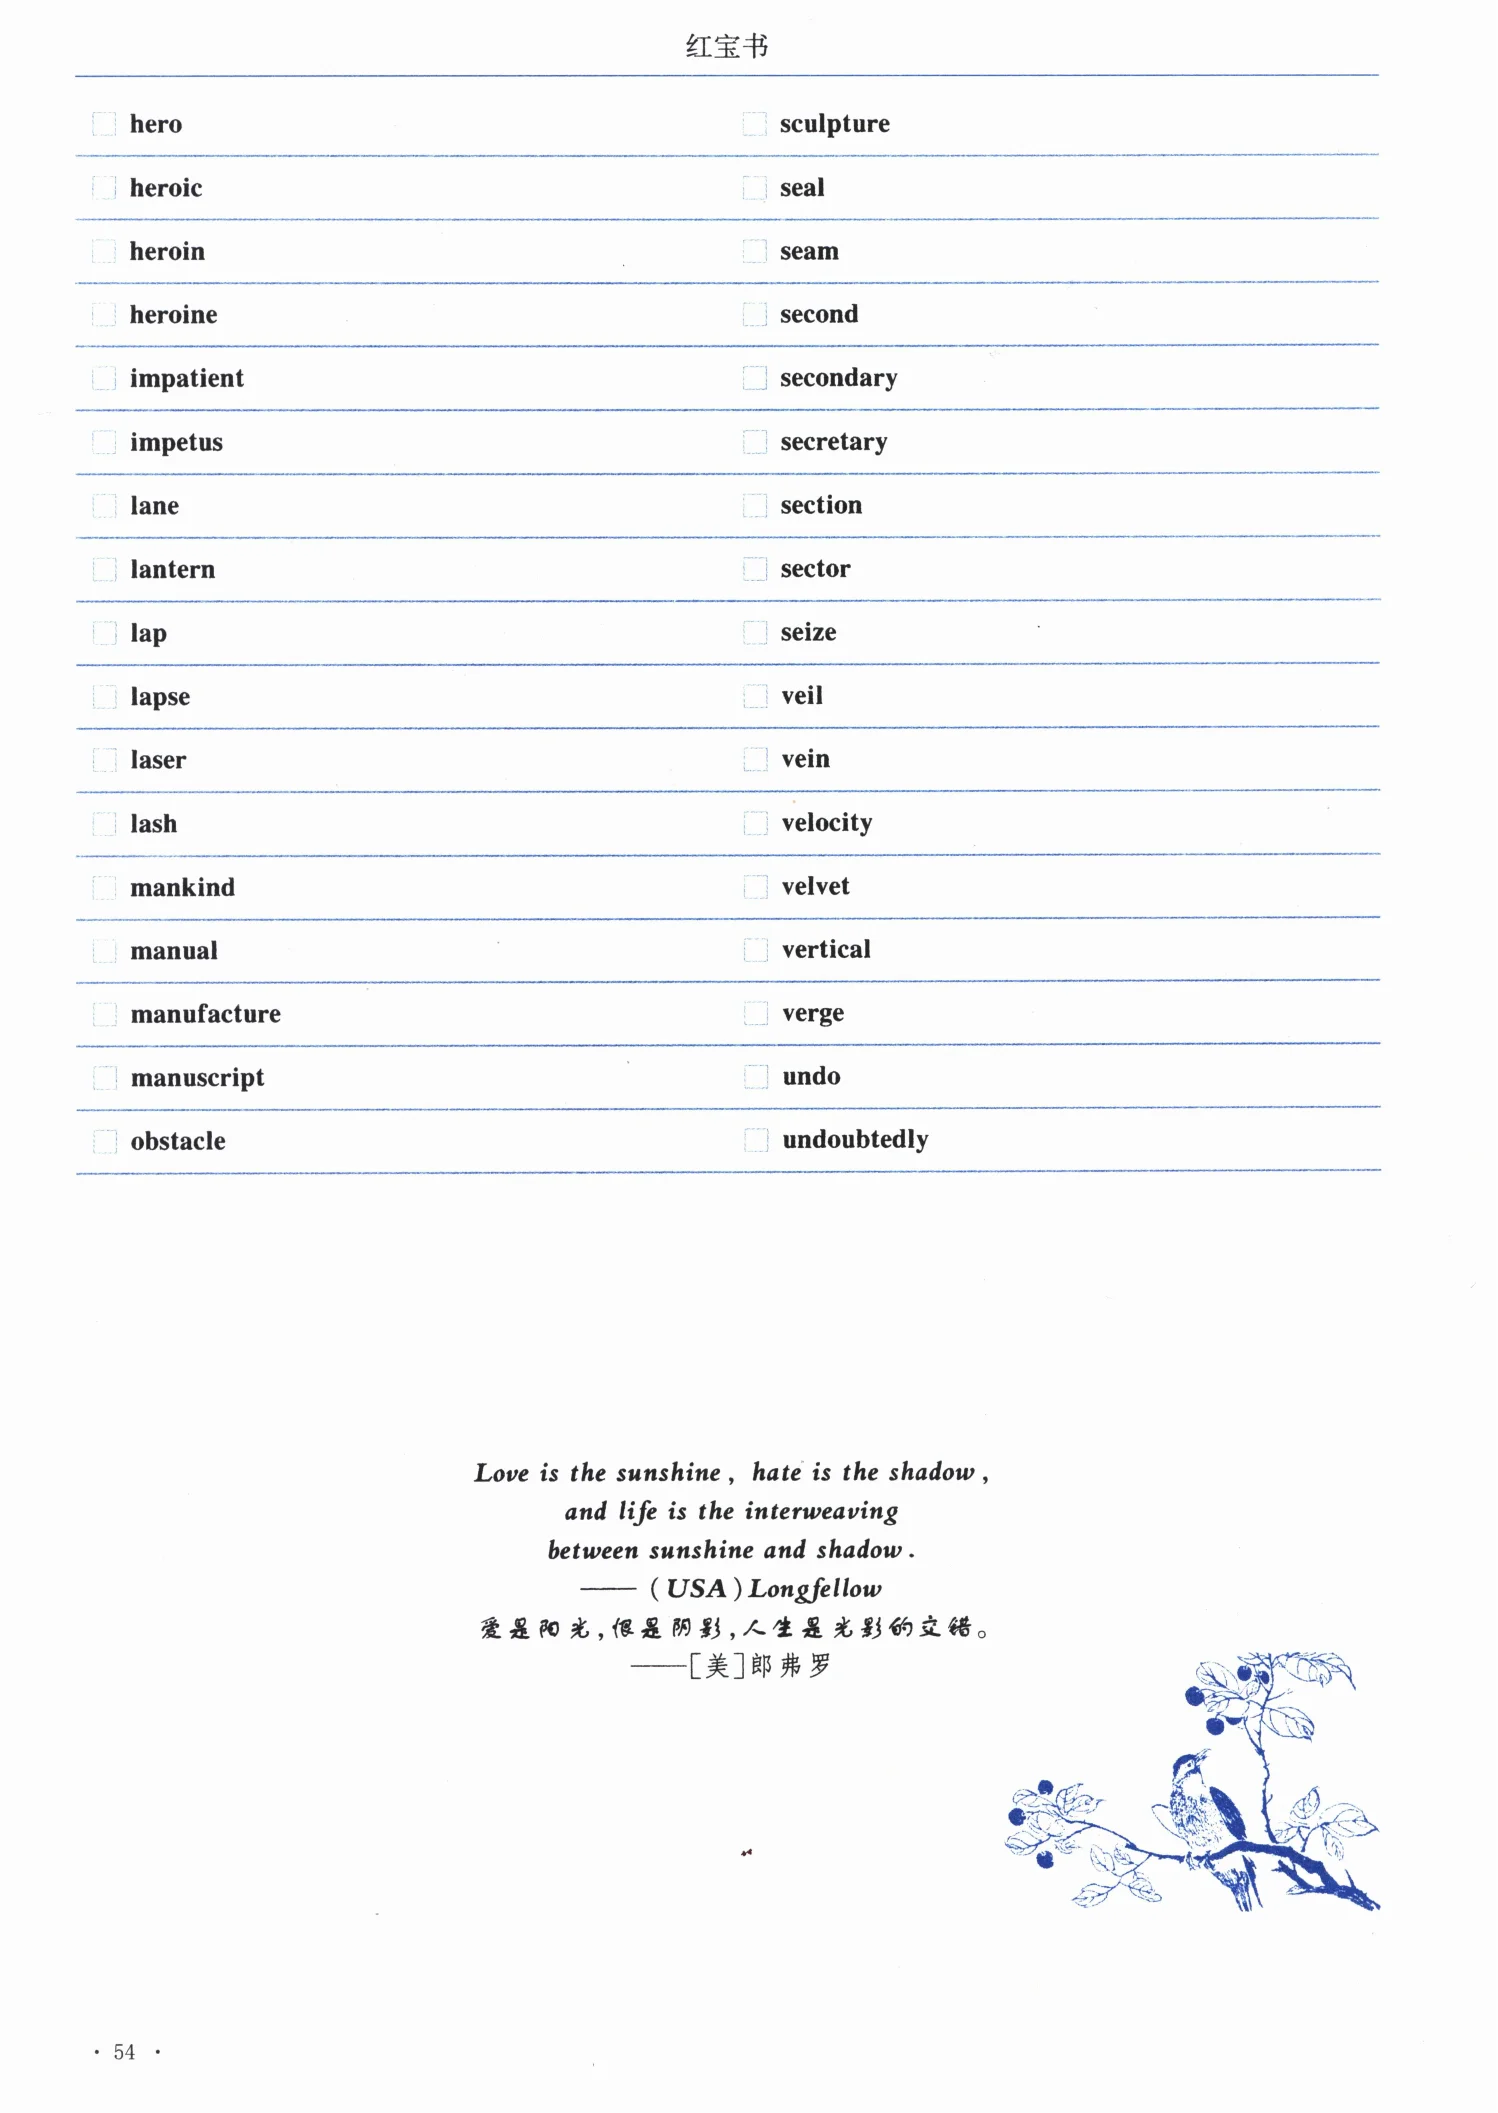 红宝书
hero
heroic
heroin
heroine
impatient
impetus
lane
lantern
lap
lapse
laser
lash
mankind
manual
manufacture
manuscript
obstacle
sculpture
seal
seam
second
secondary
secretary
section
sector
seize
veil
vein
velocity
velvet
vertical
verge
undo
undoubtedly
Love is the sunshine, hate is the shadow,
and life is the interweaving
between sunshine and shadow.
—— (USA) Longfellow
爱是阳光,恨是阴影,人生是光影的交错。
——[美]郎弗罗
· 54 ·